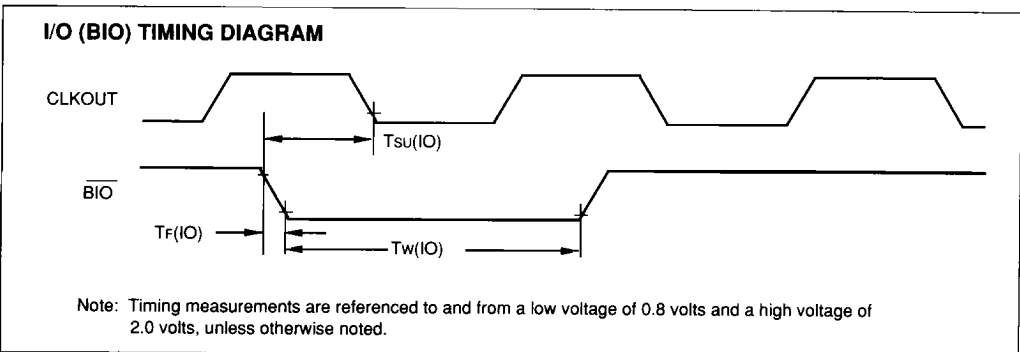 I/O (BIO) TIMING DIAGRAM
CLKOUT
TSU(IO)
BIO
TF(IO)
TW(IO)
Note: Timing measurements are referenced to and from a low voltage of 0.8 volts and a high voltage of
2.0 volts, unless otherwise noted.